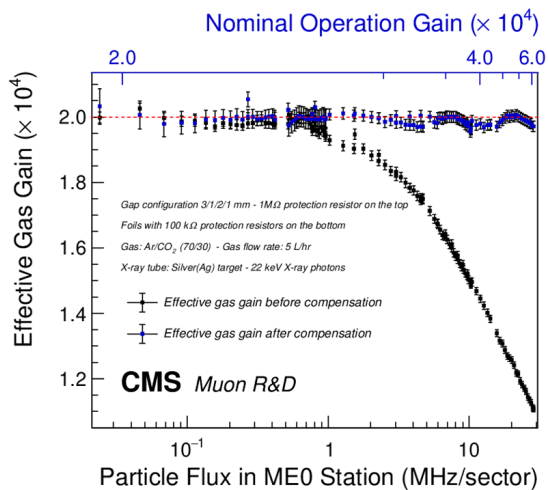 Nominal Operation Gain (× 10⁴)
2.0 4.0 6.0
Effective Gas Gain (× 10⁴)
2.0
1.8
1.6
1.4
1.2
Gap configuration 3/1/2/1 mm - 1MΩ protection resistor on the top
Foils with 100 kΩ protection resistors on the bottom
Gas: Ar/CO₂ (70/30) - Gas flow rate: 5 L/hr
X-ray tube: Silver(Ag) target - 22 keV X-ray photons
Effective gas gain before compensation
Effective gas gain after compensation
CMS Muon R&D
10⁻¹ 1 10
Particle Flux in ME0 Station (MHz/sector)